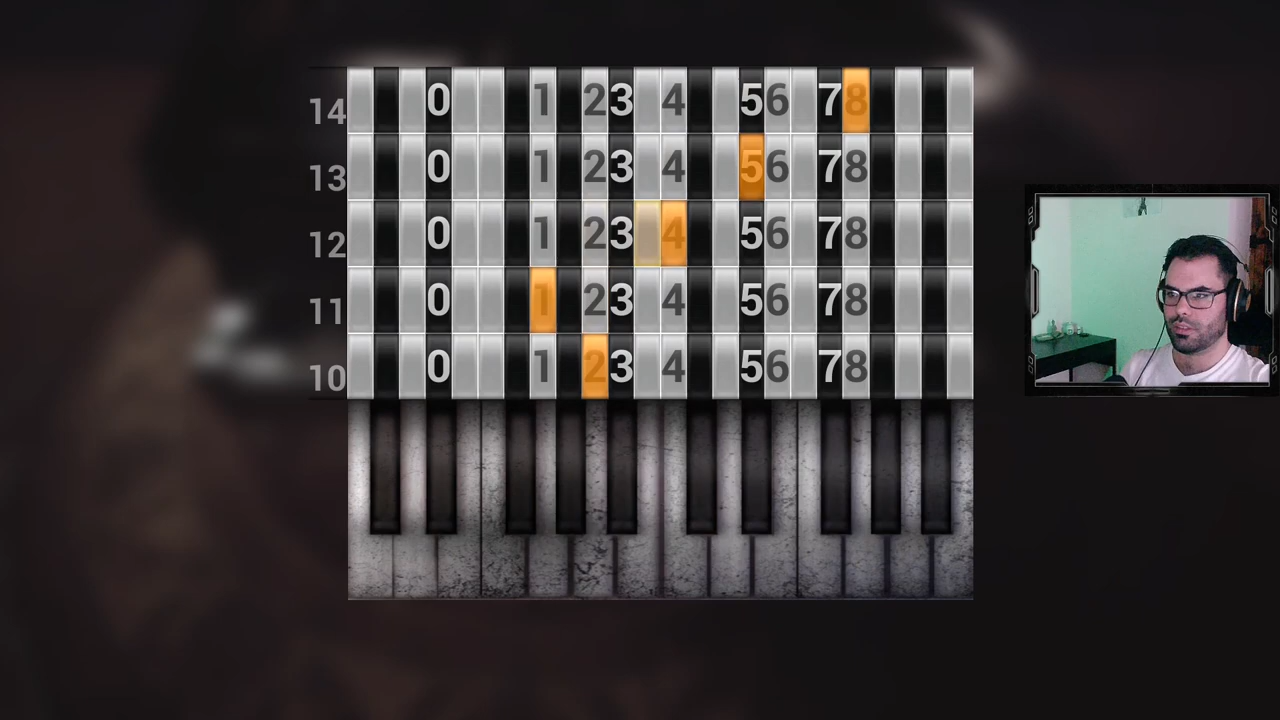 14 0 1 2 3 4 5 6 7 8
13 0 1 2 3 4 5 6 7 8
12 0 1 2 3 4 5 6 7 8
11 0 1 2 3 4 5 6 7 8
10 0 1 2 3 4 5 6 7 8